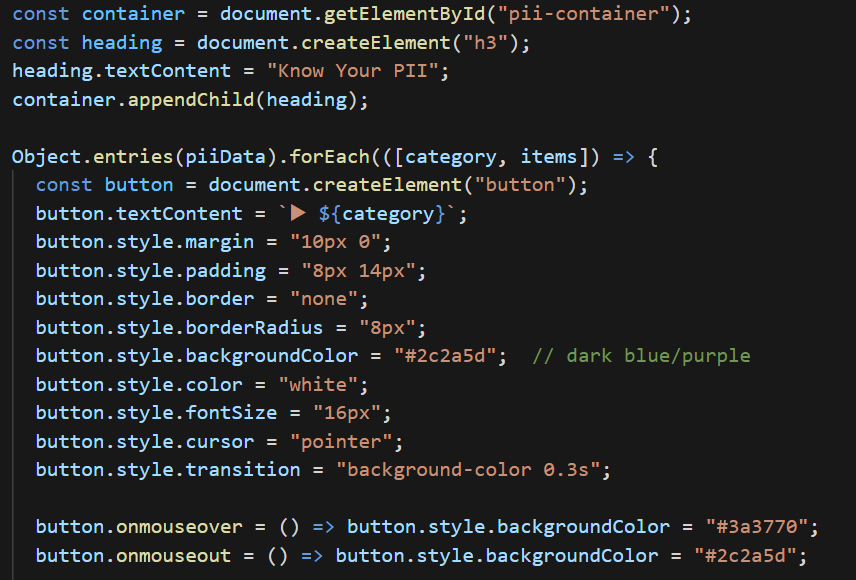 const container = document.getElementById("pii-container");
const heading = document.createElement("h3");
heading.textContent = "Know Your PII";
container.appendChild(heading);

Object.entries(piiData).forEach(([category, items]) => {
  const button = document.createElement("button");
  button.textContent = `▶ ${category}`;
  button.style.margin = "10px 0";
  button.style.padding = "8px 14px";
  button.style.border = "none";
  button.style.borderRadius = "8px";
  button.style.backgroundColor = "#2c2a5d";  // dark blue/purple
  button.style.color = "white";
  button.style.fontSize = "16px";
  button.style.cursor = "pointer";
  button.style.transition = "background-color 0.3s";

  button.onmouseover = () => button.style.backgroundColor = "#3a3770";
  button.onmouseout = () => button.style.backgroundColor = "#2c2a5d";